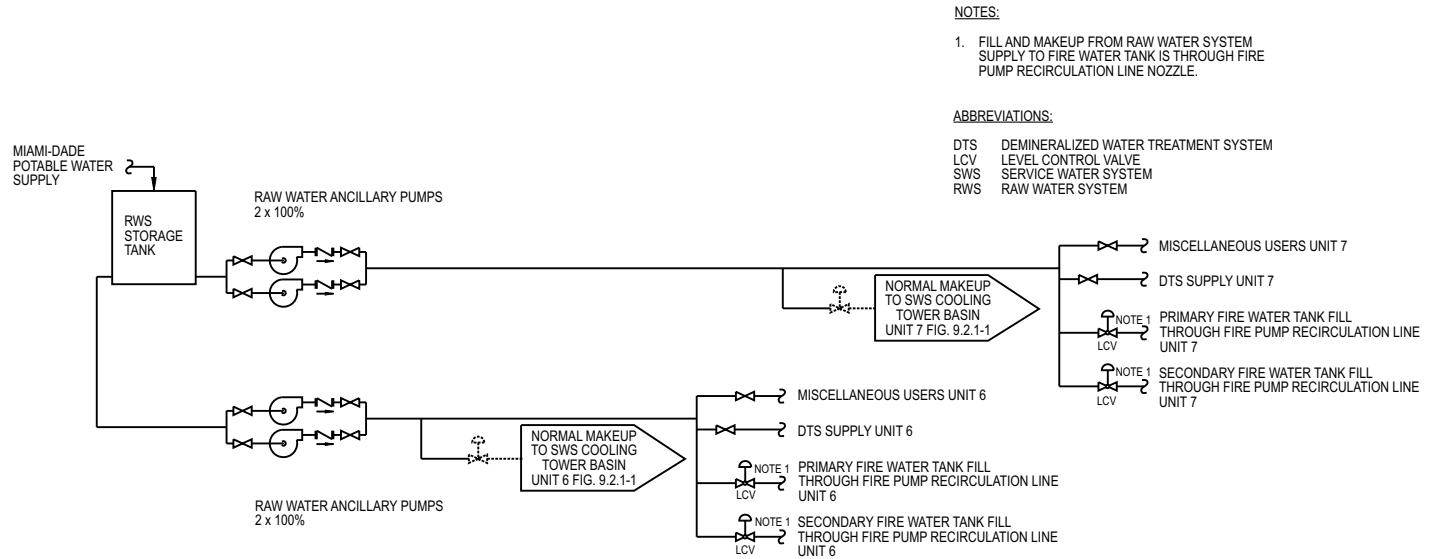 NOTES:
1. FILL AND MAKEUP FROM RAW WATER SYSTEM
SUPPLY TO FIRE WATER TANK IS THROUGH FIRE
PUMP RECIRCULATION LINE NOZZLE.
ABBREVIATIONS:
DTS DEMINERALIZED WATER TREATMENT SYSTEM
LCV LEVEL CONTROL VALVE
SWS SERVICE WATER SYSTEM
RWS RAW WATER SYSTEM
MIAMI-DADE
POTABLE WATER
SUPPLY
RWS
STORAGE
TANK
RAW WATER ANCILLARY PUMPS
2 x 100%
NORMAL MAKEUP
TO SWS COOLING
TOWER BASIN
UNIT 7 FIG. 9.2.1-1
MISCELLANEOUS USERS UNIT 7
DTS SUPPLY UNIT 7
NOTE 1
LCV
PRIMARY FIRE WATER TANK FILL
THROUGH FIRE PUMP RECIRCULATION LINE
UNIT 7
NOTE 1
LCV
SECONDARY FIRE WATER TANK FILL
THROUGH FIRE PUMP RECIRCULATION LINE
UNIT 7
RAW WATER ANCILLARY PUMPS
2 x 100%
NORMAL MAKEUP
TO SWS COOLING
TOWER BASIN
UNIT 6 FIG. 9.2.1-1
MISCELLANEOUS USERS UNIT 6
DTS SUPPLY UNIT 6
NOTE 1
LCV
PRIMARY FIRE WATER TANK FILL
THROUGH FIRE PUMP RECIRCULATION LINE
UNIT 6
NOTE 1
LCV
SECONDARY FIRE WATER TANK FILL
THROUGH FIRE PUMP RECIRCULATION LINE
UNIT 6